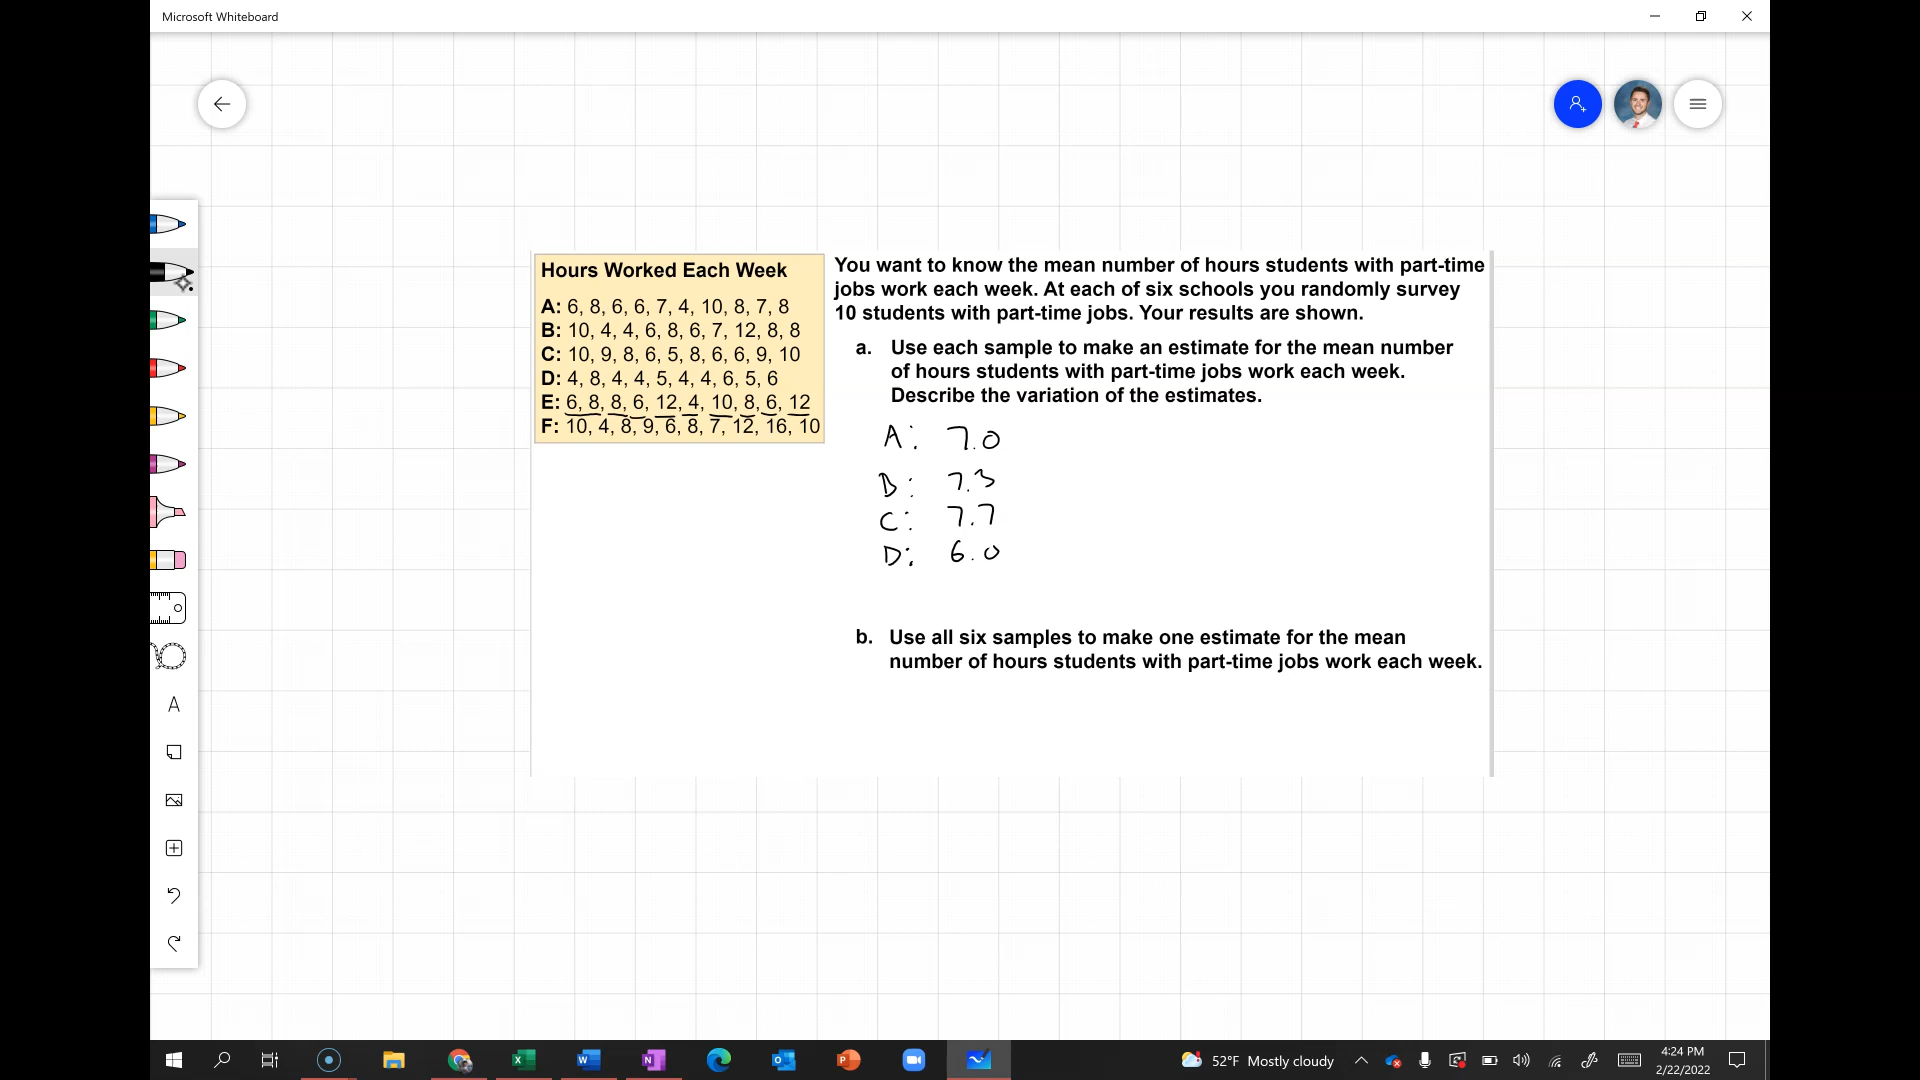 Microsoft Whiteboard
Hours Worked Each Week
A: 6, 8, 6, 6, 7, 4, 10, 8, 7, 8
B: 10, 4, 4, 6, 8, 6, 7, 12, 8, 8
C: 10, 9, 8, 6, 5, 8, 6, 6, 9, 10
D: 4, 8, 4, 4, 5, 4, 4, 6, 5, 6
E: 6, 8, 8, 6, 12, 4, 10, 8, 6, 12
F: 10, 4, 8, 9, 6, 8, 7, 12, 16, 10
You want to know the mean number of hours students with part-time
jobs work each week. At each of six schools you randomly survey
10 students with part-time jobs. Your results are shown.
a. Use each sample to make an estimate for the mean number
of hours students with part-time jobs work each week.
Describe the variation of the estimates.
A: 7.0
B: 7.3
C: 7.7
D: 6.0
b. Use all six samples to make one estimate for the mean
number of hours students with part-time jobs work each week.
A
52°F Mostly cloudy
4:24 PM
2/22/2022